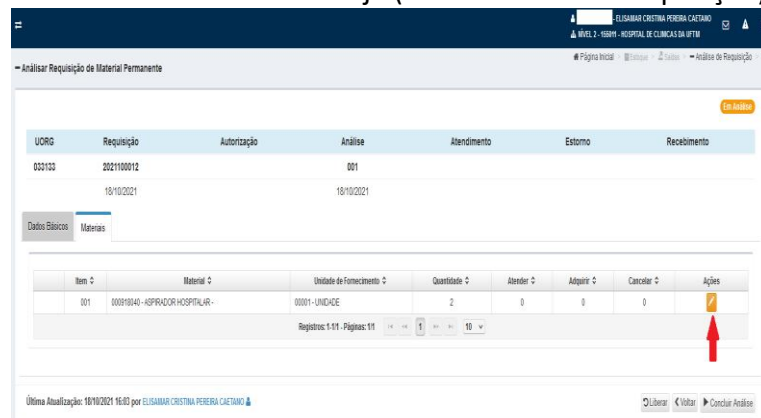 - ELISAMAR CRISTINA PEREIRA CAETANO
NÍVEL 2 - 155011 - HOSPITAL DE CLINICAS DA UFTM
Análisar Requisição de Material Permanente
Página Inicial Estoque Saídas Análise de Requisição
Em Análise
UORG Requisição Autorização Análise Atendimento Estorno Recebimento
033133 2021100012 001
18/10/2021 18/10/2021
Dados Básicos Materiais
Item Material Unidade de Fornecimento Quantidade Atender Adquirir Cancelar Ações
001 000918040 - ASPIRADOR HOSPITALAR - 00001 - UNIDADE 2 0 0 0
Registros: 1-1/1 - Páginas: 1/1 1 10
Última Atualização: 18/10/2021 16:03 por ELISAMAR CRISTINA PEREIRA CAETANO
Liberar Voltar Concluir Análise